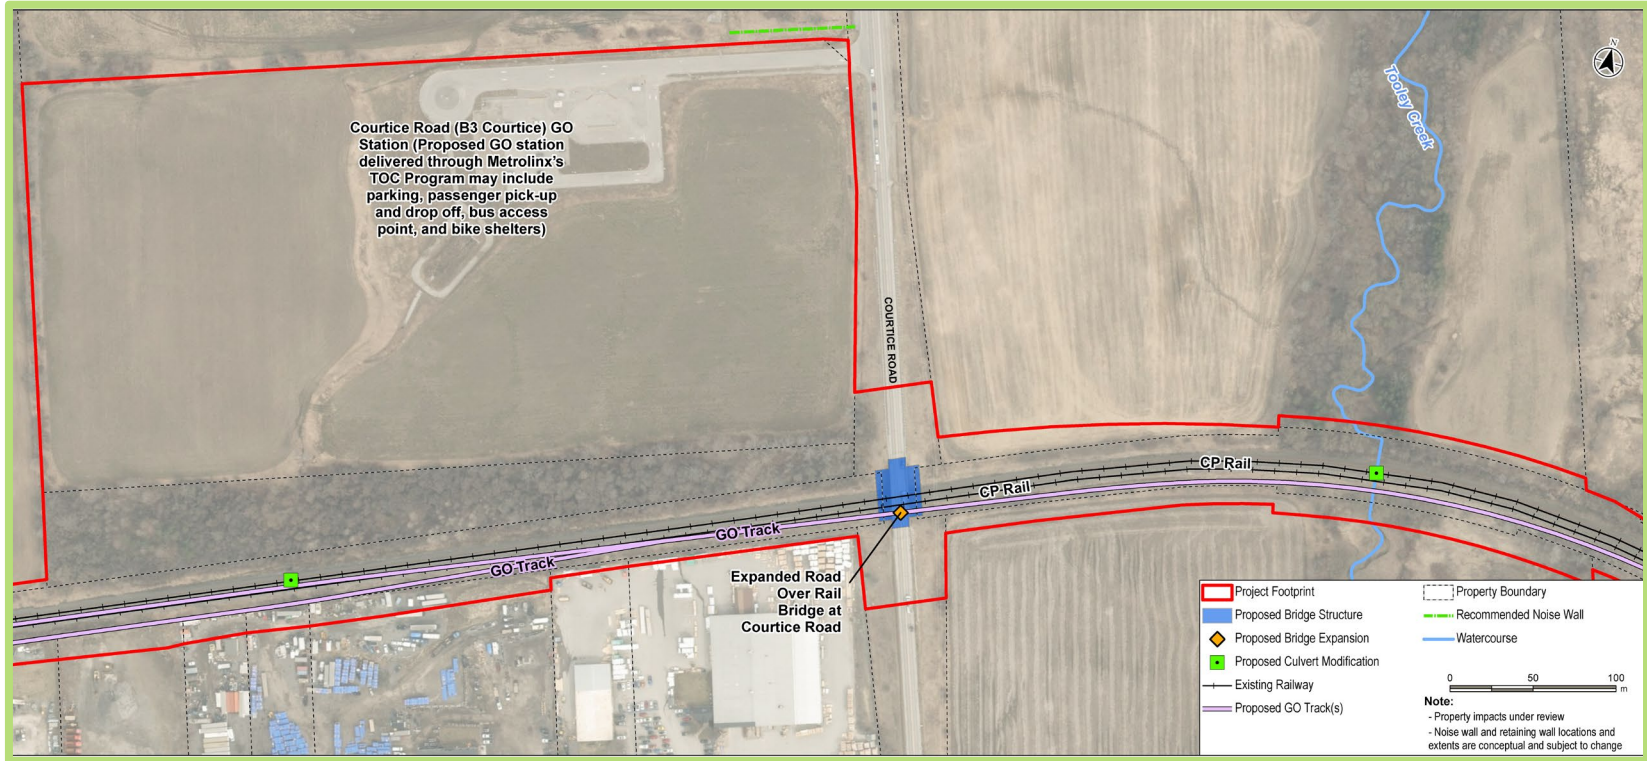 N
Tooley Creek
Courtice Road (B3 Courtice) GO
Station (Proposed GO station
delivered through Metrolinx's
TOC Program may include
parking, passenger pick-up
and drop off, bus access
point, and bike shelters)
COURTICE ROAD
CP Rail
CP Rail
GO Track
GO Track
Expanded Road
Over Rail
Bridge at
Courtice Road
Project Footprint
Proposed Bridge Structure
Proposed Bridge Expansion
Proposed Culvert Modification
Existing Railway
Proposed GO Track(s)
Property Boundary
Recommended Noise Wall
Watercourse
0 50 100
m
Note:
- Property impacts under review
- Noise wall and retaining wall locations and
extents are conceptual and subject to change